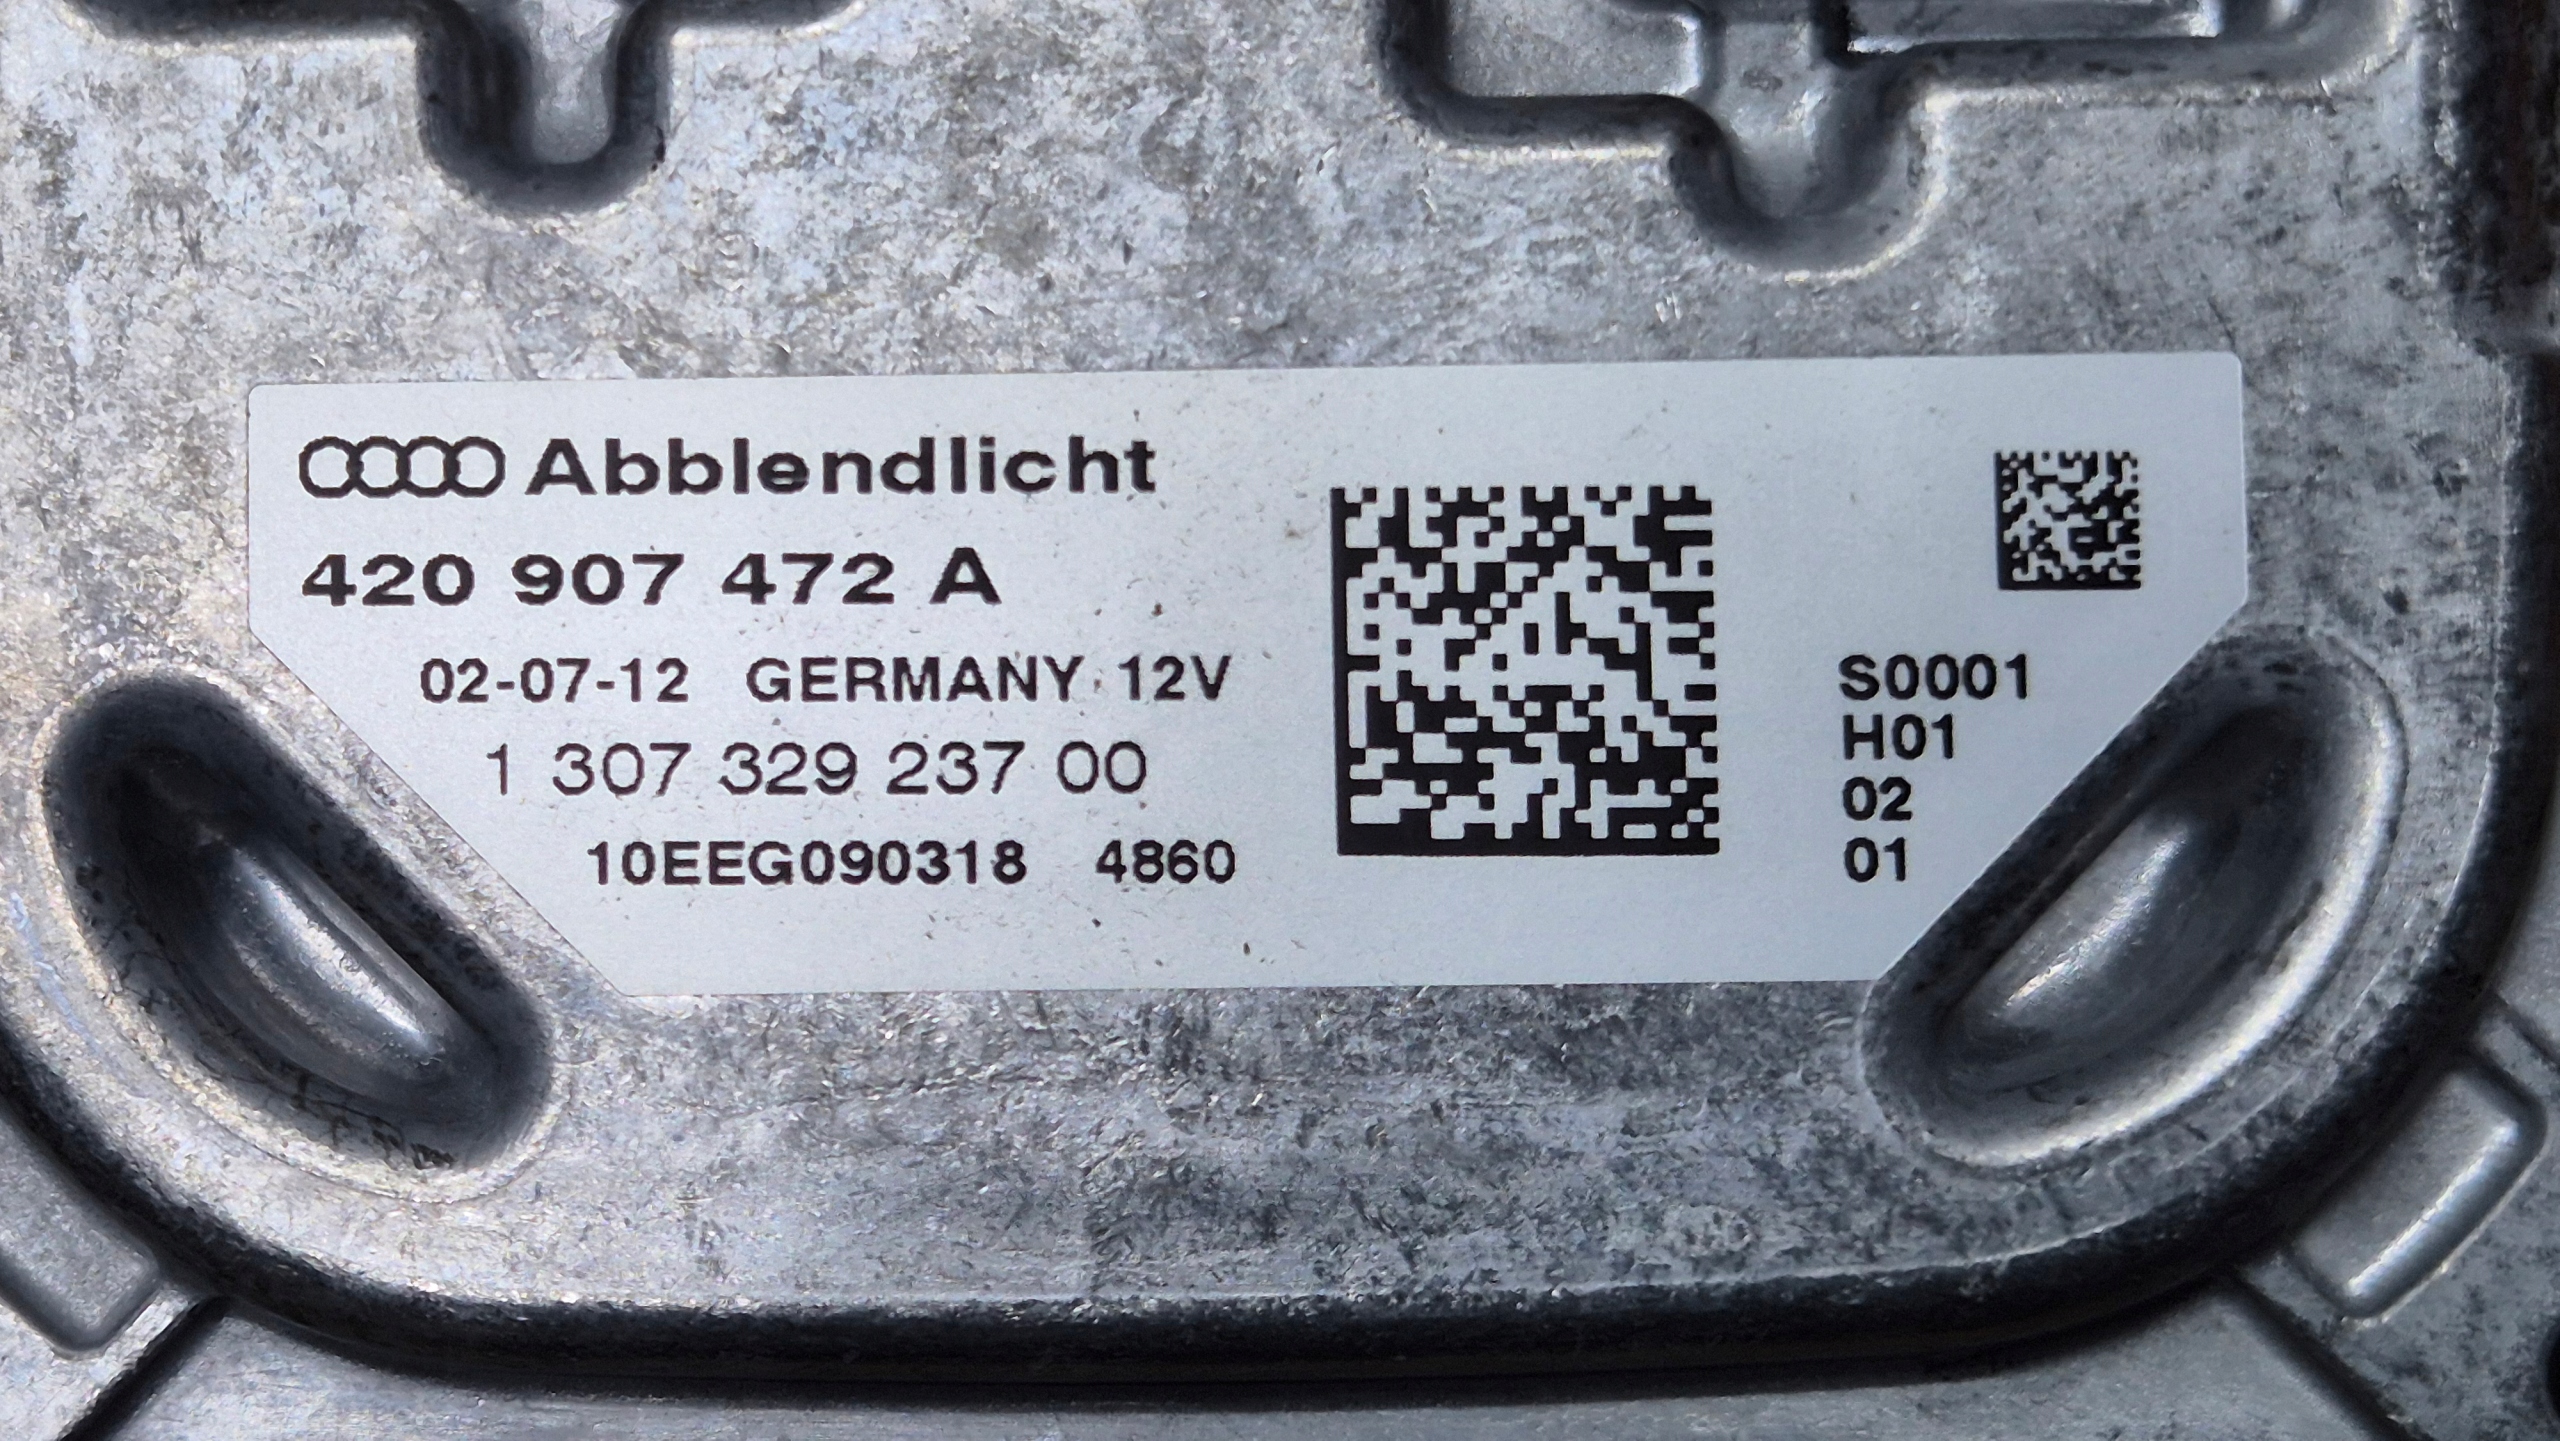 Abblendlicht
420 907 472 A
02-07-12 GERMANY 12V
1 307 329 237 00
10EEG090318 4860
S0001
H01
02
01